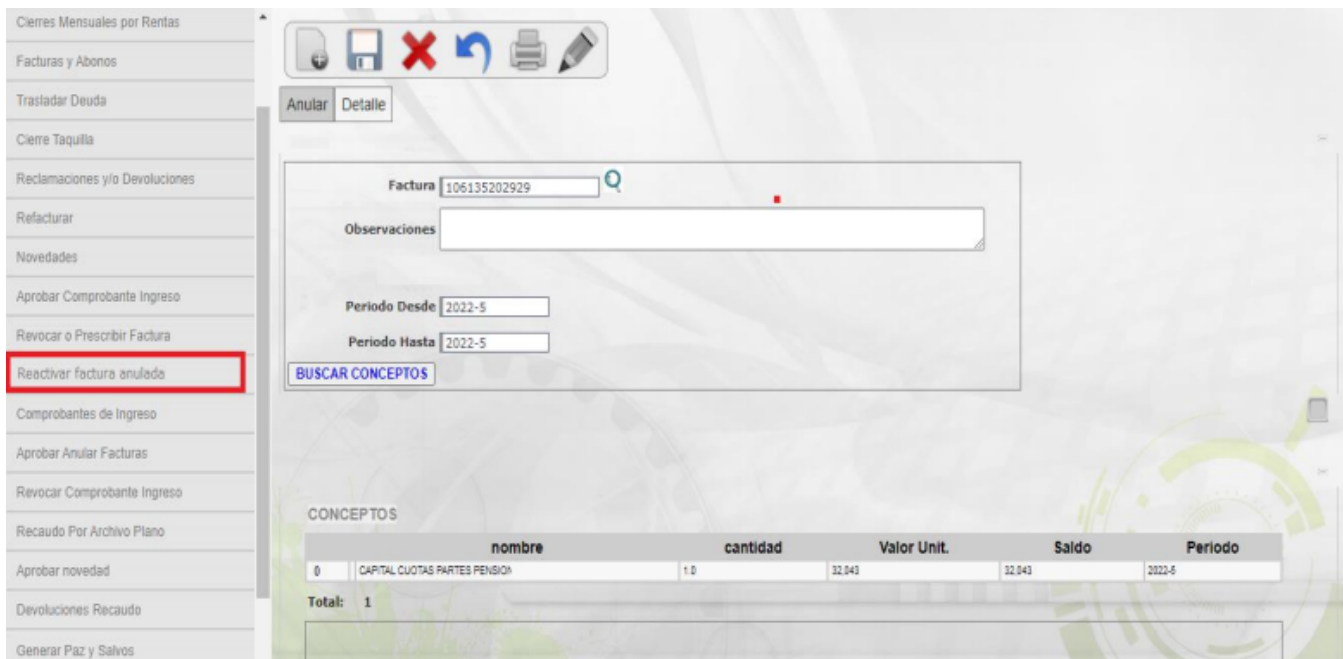 Cierres Mensuales por Rentas
Facturas y Abonos
Trasladar Deuda
Cierre Taquilla
Reclamaciones y/o Devoluciones
Refacturar
Novedades
Aprobar Comprobante Ingreso
Revocar o Prescribir Factura
Reactivar factura anulada
Comprobantes de Ingreso
Aprobar Anular Facturas
Revocar Comprobante Ingreso
Recaudo Por Archivo Plano
Aprobar novedad
Devoluciones Recaudo
Generar Paz y Salvos
Anular Detalle
Factura 106135202929
Observaciones
Periodo Desde 2022-5
Periodo Hasta 2022-5
BUSCAR CONCEPTOS
CONCEPTOS
nombre cantidad Valor Unit. Saldo Periodo
0 CAPITAL CUOTAS PARTES PENSION 1.0 32,043 32,043 2022-5
Total: 1